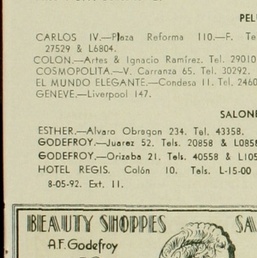 PEL
CARLOS IV.—Plaza Reforma 110.—F. Te
27529 & L6804.
COLON.—Artes & Ignacio Ramírez. Tel. 29010
COSMOPOLITA.—V. Carranza 65. Tel. 30292.
EL MUNDO ELEGANTE.—Condesa 11. Tel. 2460
GENEVE.—Liverpool 147.
SALONE
ESTHER.—Alvaro Obregon 234. Tel. 43358.
GODEFROY.—Juarez 52. Tels. 20858 & L085
GODEFROY.—Orizaba 21. Tels. 40558 & L105
HOTEL REGIS. Colón 10. Tels. L-15-00
8-05-92. Ext. 11.
BEAUTY SHOPPES SA
A.F. Godefroy